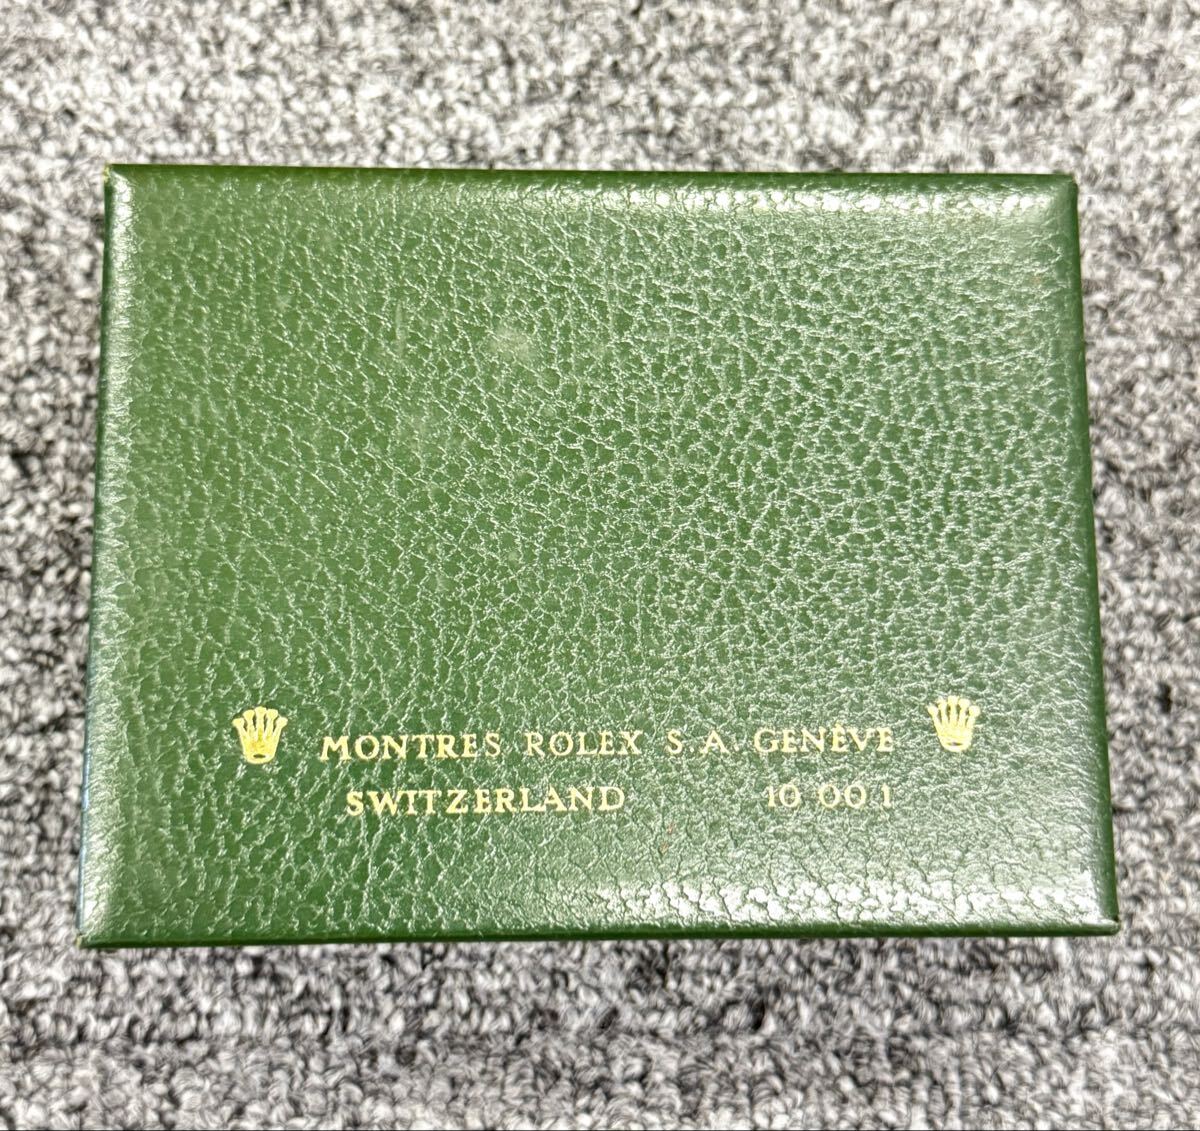 MONTRES ROLEX S.A. GENÈVE
SWITZERLAND 10 00 1